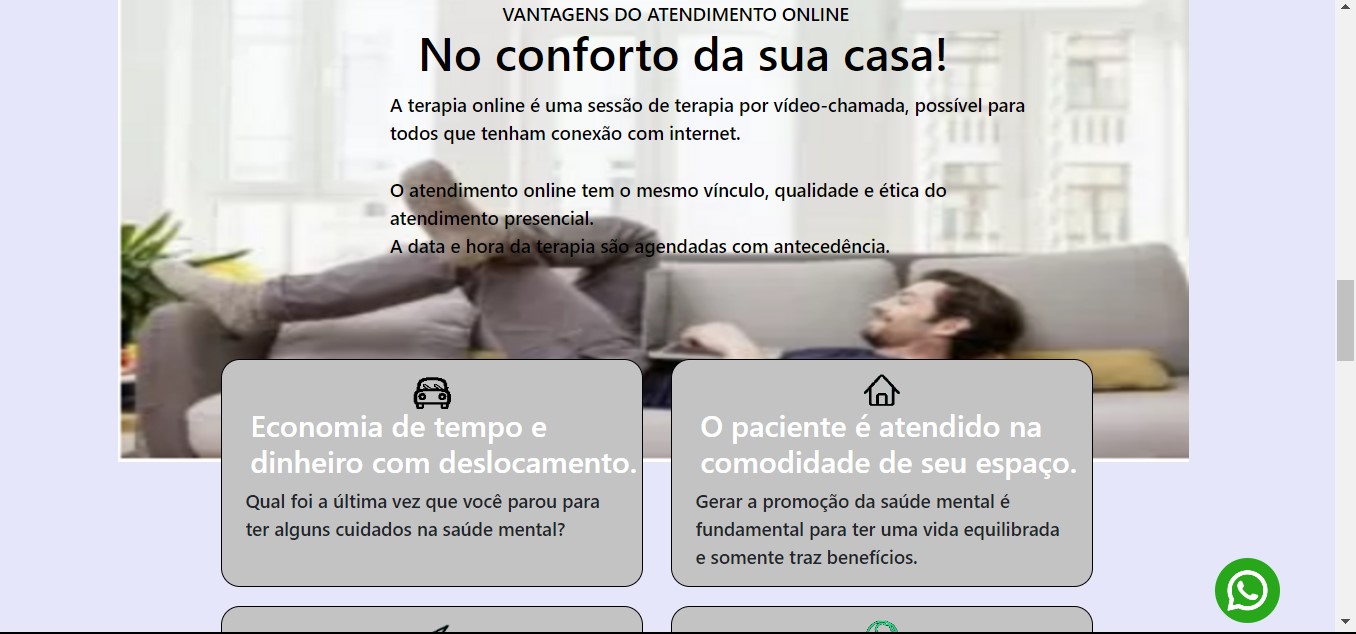 VANTAGENS DO ATENDIMENTO ONLINE
No conforto da sua casa!
A terapia online é uma sessão de terapia por vídeo-chamada, possível para
todos que tenham conexão com internet.
O atendimento online tem o mesmo vínculo, qualidade e ética do
atendimento presencial.
A data e hora da terapia são agendadas com antecedência.
Economia de tempo e
dinheiro com deslocamento.
Qual foi a última vez que você parou para
ter alguns cuidados na saúde mental?
O paciente é atendido na
comodidade de seu espaço.
Gerar a promoção da saúde mental é
fundamental para ter uma vida equilibrada
e somente traz benefícios.